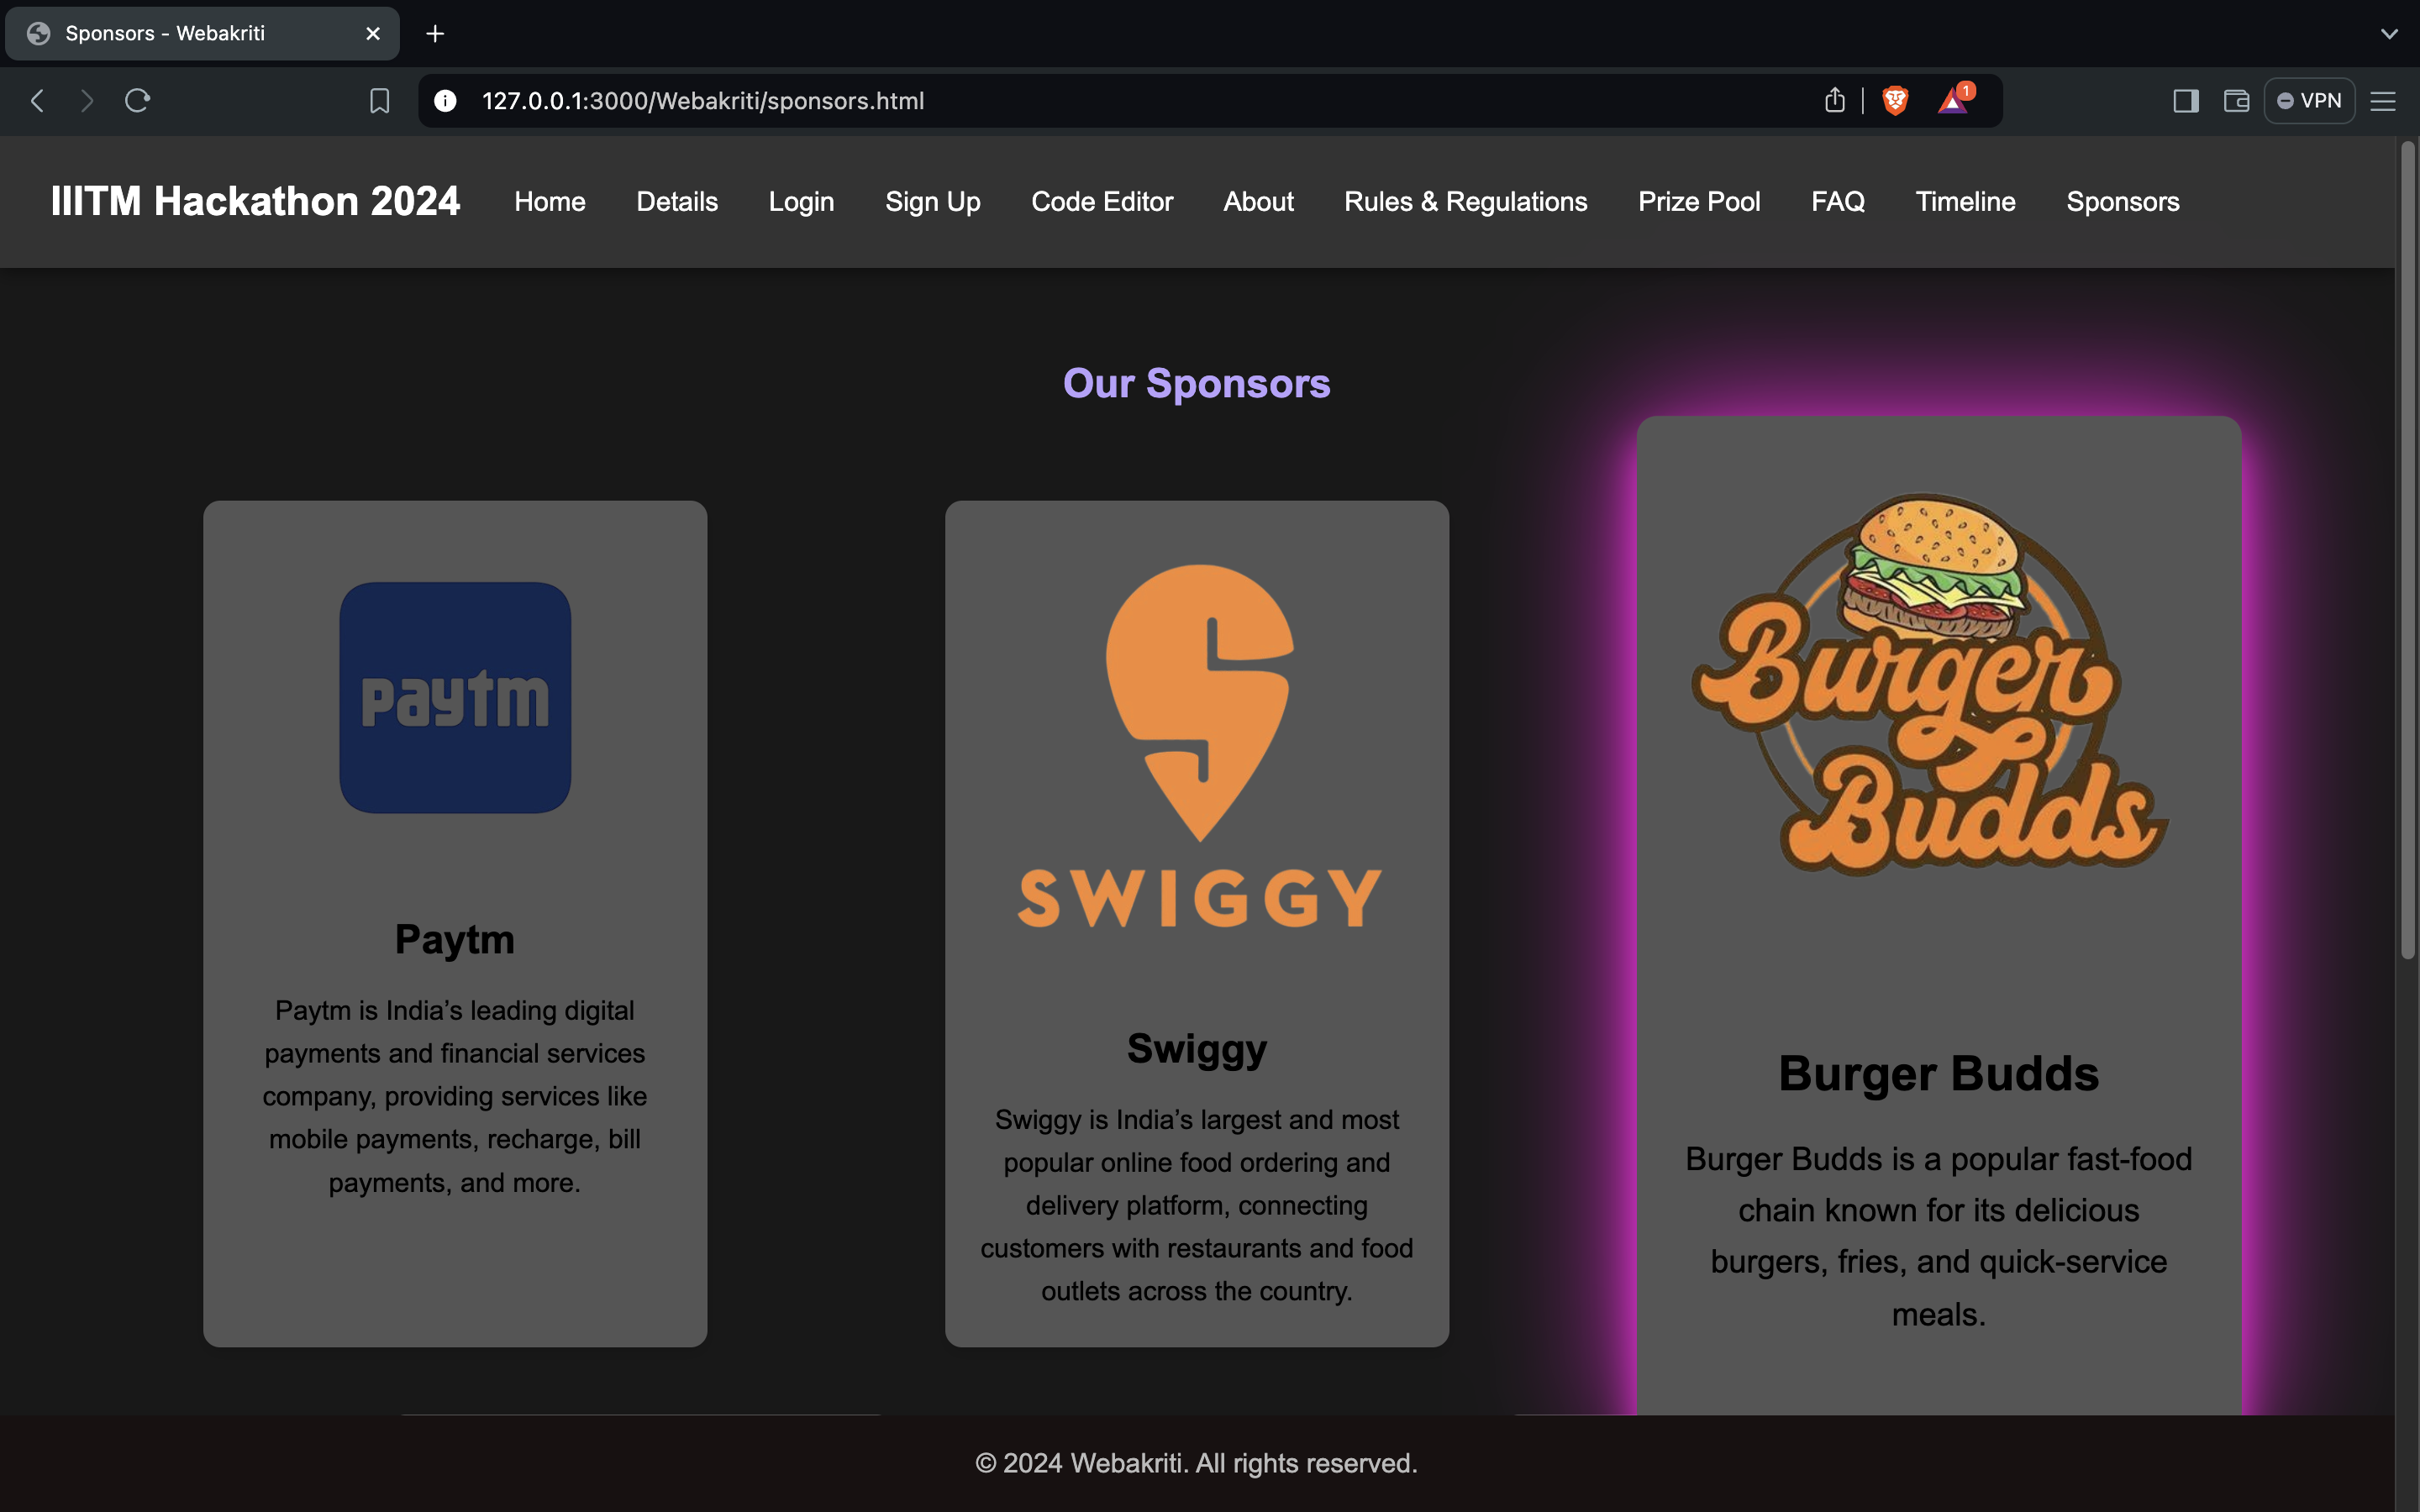 Sponsors - Webakriti
127.0.0.1:3000/Webakriti/sponsors.html
1
VPN
IIITM Hackathon 2024
Home
Details
Login
Sign Up
Code Editor
About
Rules & Regulations
Prize Pool
FAQ
Timeline
Sponsors
Our Sponsors
paytm
Paytm
Paytm is India’s leading digital
payments and financial services
company, providing services like
mobile payments, recharge, bill
payments, and more.
SWIGGY
Swiggy
Swiggy is India’s largest and most
popular online food ordering and
delivery platform, connecting
customers with restaurants and food
outlets across the country.
Burger
Budds
Burger Budds
Burger Budds is a popular fast-food
chain known for its delicious
burgers, fries, and quick-service
meals.
© 2024 Webakriti. All rights reserved.